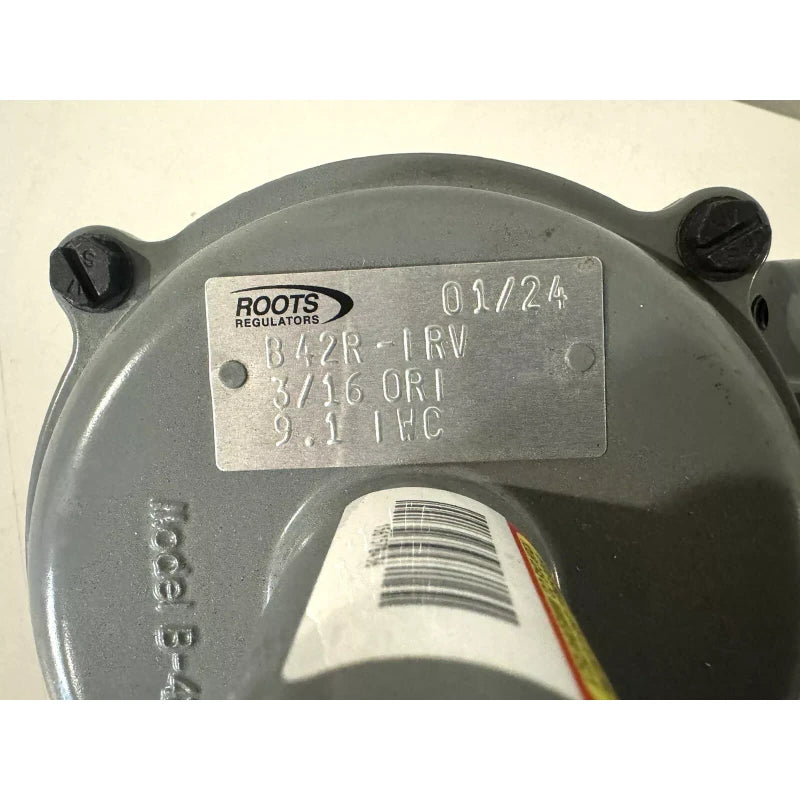 ROOTS
REGULATORS
01/24
B42R-IRV
3/16 ORI
9.1 IWC
Model B-4